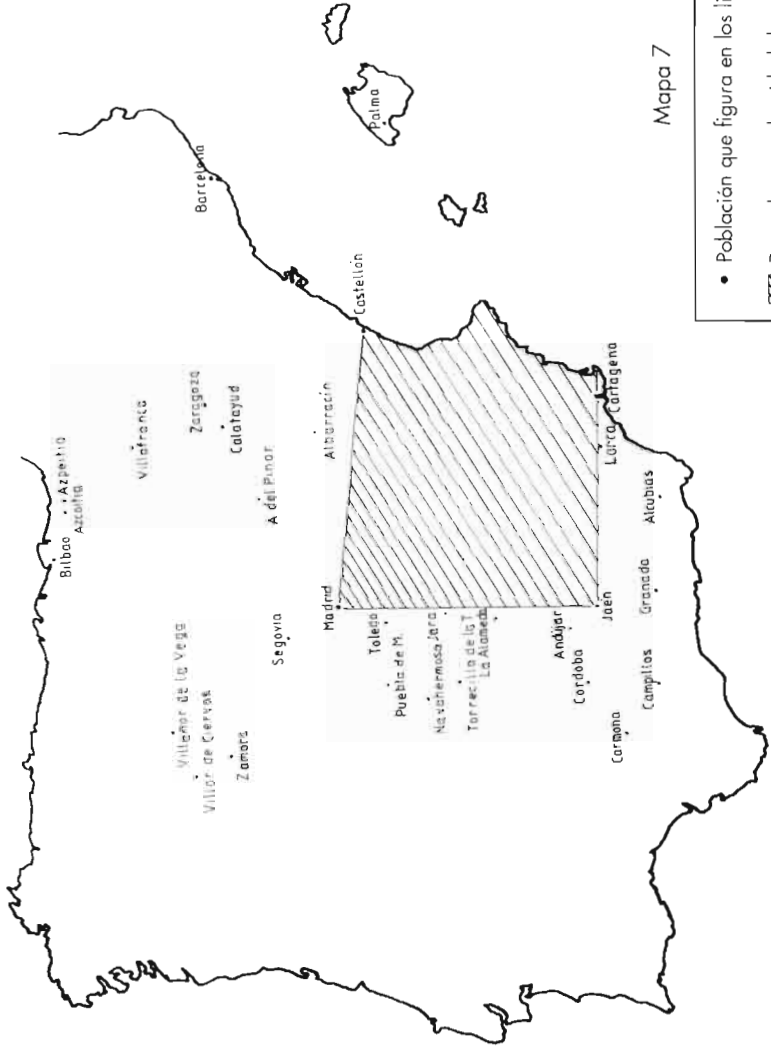 Bilbao
Azpeitia
Azcoitia
Villafranca
Zaragoza
Calatayud
A del Pinar
Barcelona
Villamor de la Vega
Villar de Ciervos
Zamora
Segovia
Madrid
Albarracín
Castellón
Palma
Toledo
Puebla de M.
Navahermosa
Jara
Torrecilla de la T.
La Alameda
Andújar
Cordoba
Carmona
Jaén
Lorca
Cartagena
Campillos
Granada
Alcubias
Mapa 7
• Población que figura en los